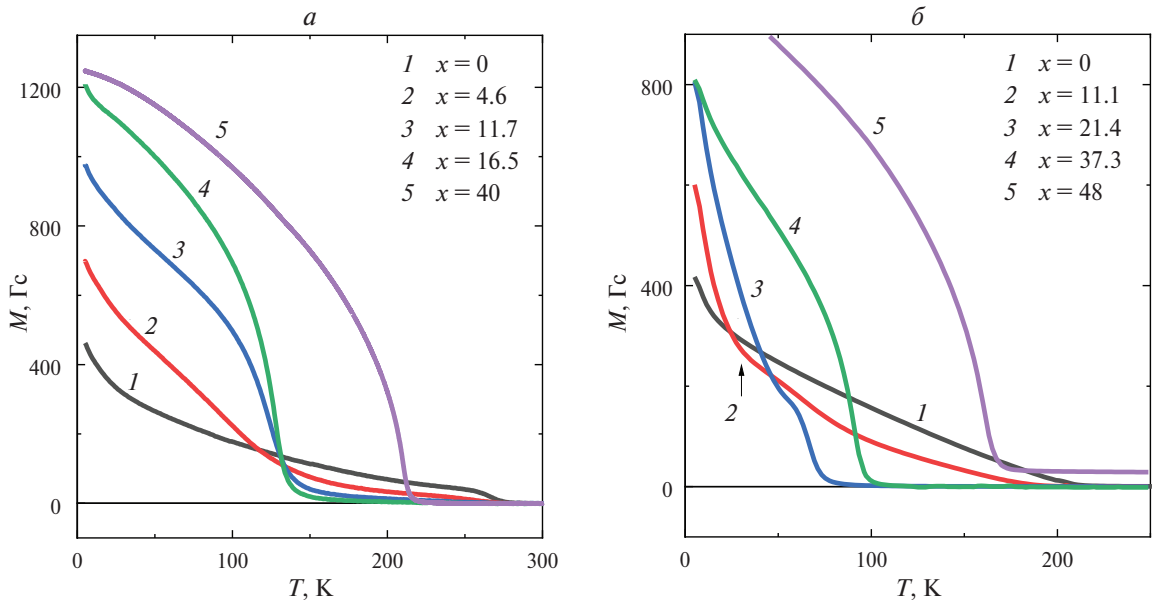 а
1 x = 0
2 x = 4.6
3 x = 11.7
4 x = 16.5
5 x = 40
1200
800
400
0
M, Гс
5
4
3
2
1
0
100
200
300
T, K
б
1 x = 0
2 x = 11.1
3 x = 21.4
4 x = 37.3
5 x = 48
800
400
0
M, Гс
5
4
3
2
1
0
100
200
T, K